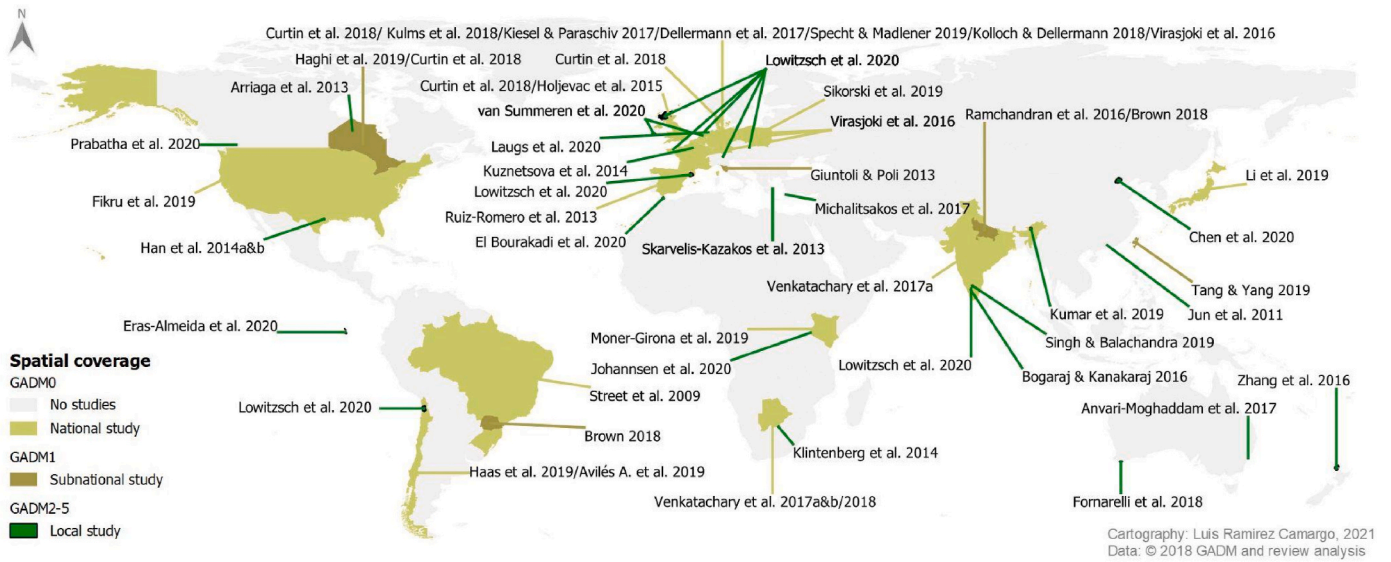 N
Curtin et al. 2018/ Kulms et al. 2018/Kiesel & Paraschiv 2017/Dellermann et al. 2017/Specht & Madlener 2019/Kolloch & Dellermann 2018/Virasjoki et al. 2016
Haghi et al. 2019/Curtin et al. 2018
Curtin et al. 2018
Lowitzsch et al. 2020
Arriaga et al. 2013
Curtin et al. 2018/Holjevac et al. 2015
Sikorski et al. 2019
van Summeren et al. 2020
Virasjoki et al. 2016
Ramchandran et al. 2016/Brown 2018
Prabatha et al. 2020
Laugs et al. 2020
Kuznetsova et al. 2014
Giuntoli & Poli 2013
Li et al. 2019
Lowitzsch et al. 2020
Fikru et al. 2019
Ruiz-Romero et al. 2013
Michalitsakos et al. 2017
Han et al. 2014a&b
El Bourakadi et al. 2020
Skarvelis-Kazakos et al. 2013
Chen et al. 2020
Venkatachary et al. 2017a
Tang & Yang 2019
Kumar et al. 2019
Jun et al. 2011
Eras-Almeida et al. 2020
Moner-Girona et al. 2019
Singh & Balachandra 2019
Johannsen et al. 2020
Lowitzsch et al. 2020
Bogaraj & Kanakaraj 2016
Zhang et al. 2016
Street et al. 2009
Lowitzsch et al. 2020
Anvari-Moghaddam et al. 2017
Brown 2018
Klintenberg et al. 2014
Haas et al. 2019/Avilés A. et al. 2019
Venkatachary et al. 2017a&b/2018
Fornarelli et al. 2018
Spatial coverage
GADM0
No studies
National study
GADM1
Subnational study
GADM2-5
Local study
Cartography: Luis Ramirez Camargo, 2021
Data: © 2018 GADM and review analysis